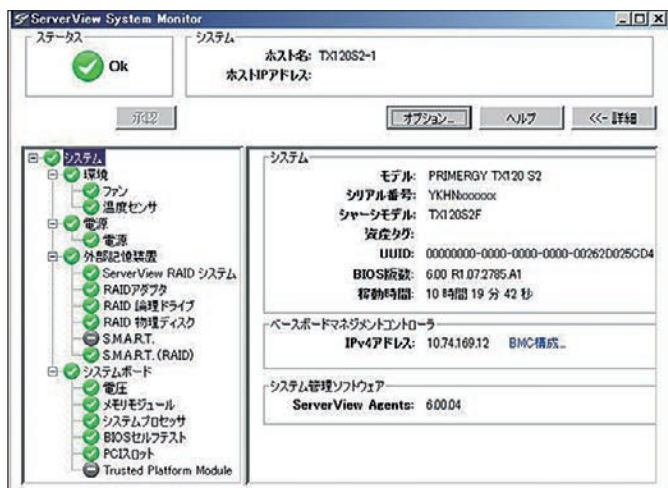 ServerView System Monitor
ステータス
Ok
システム
ホスト名: TX120S2-1
ホストIPアドレス:
承認
オプション...
ヘルプ
<<- 詳細
システム
環境
ファン
温度センサ
電源
電源
外部記憶装置
ServerView RAID システム
RAIDアダプタ
RAID 論理ドライブ
RAID 物理ディスク
S.M.A.R.T.
S.M.A.R.T. (RAID)
システムボード
電圧
メモリモジュール
システムプロセッサ
BIOSセルフテスト
PCIスロット
Trusted Platform Module
システム
モデル: PRIMERGY TX120 S2
シリアル番号: YKHNxxxxxx
シャーシモデル: TX120S2F
資産タグ:
UUID: 00000000-0000-0000-0000-00262D025CD4
BIOS版数: 6.00 R1.07.2785.A1
稼動時間: 10 時間 19 分 42 秒
ベースボードマネジメントコントローラ
IPv4アドレス: 10.74.169.12 BMC構成...
システム管理ソフトウェア
ServerView Agents: 6.00.04